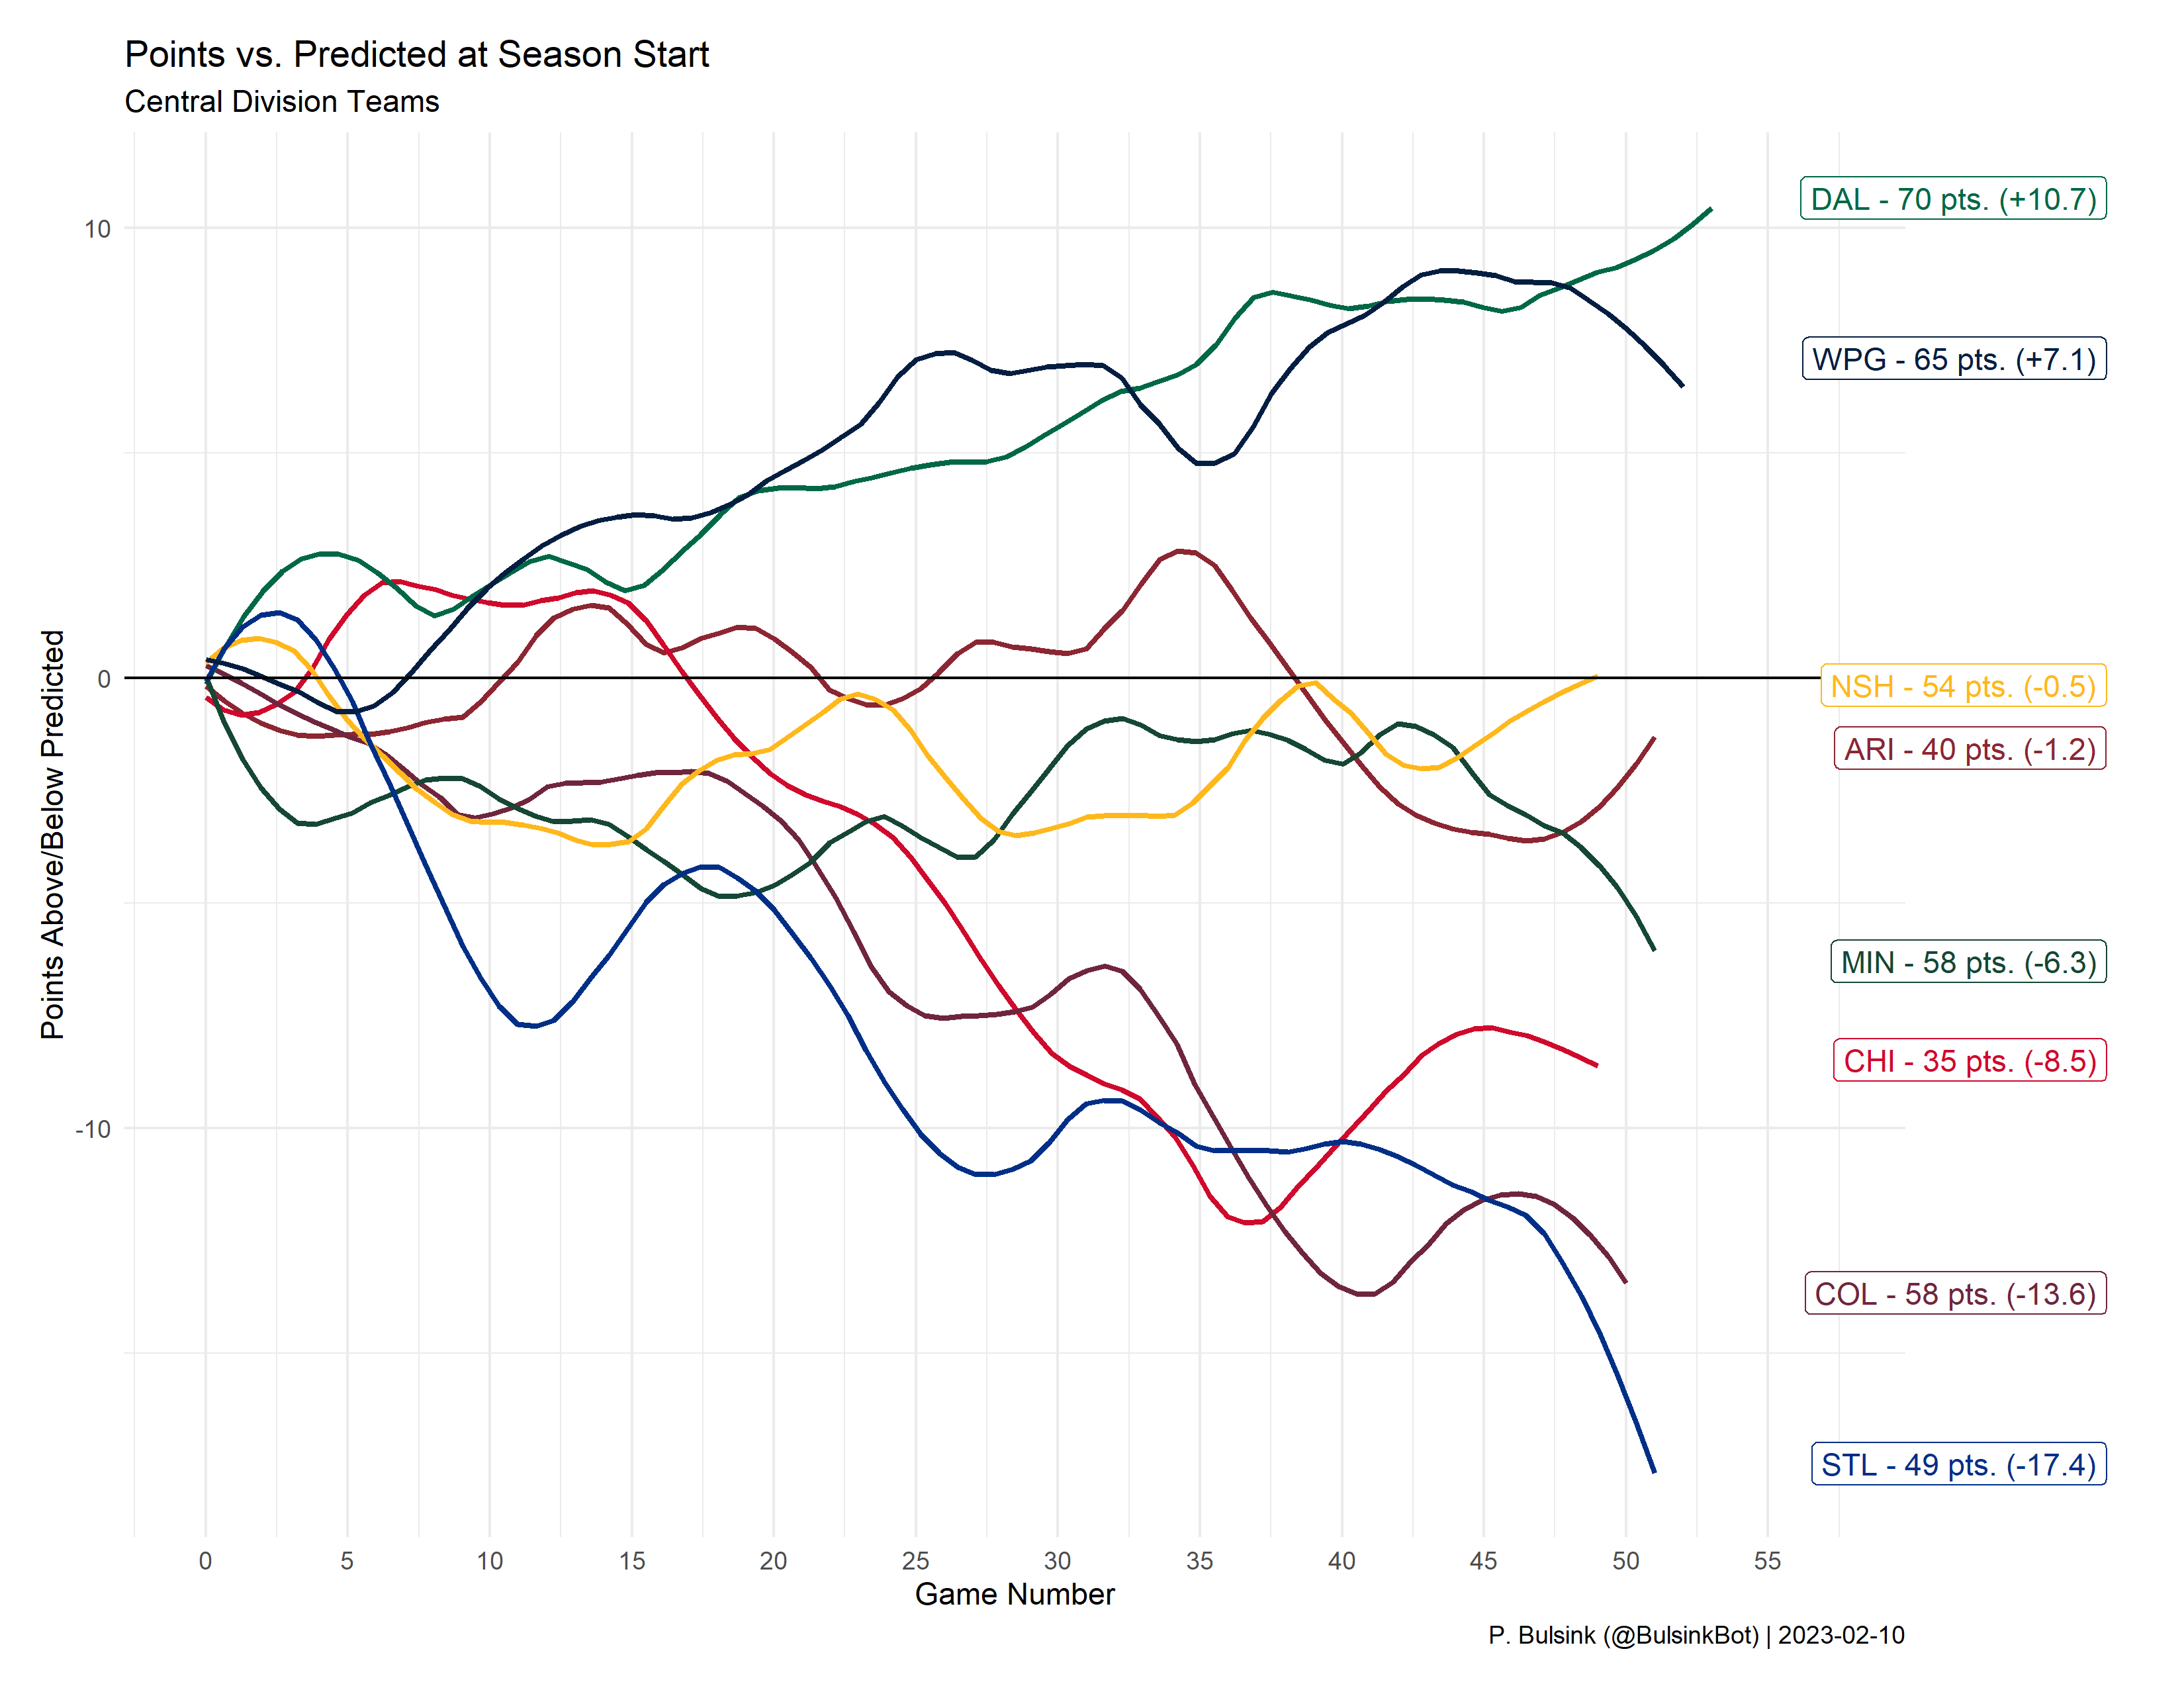 Points vs. Predicted at Season Start
Central Division Teams
Points Above/Below Predicted
10
0
-10
DAL - 70 pts. (+10.7)
WPG - 65 pts. (+7.1)
NSH - 54 pts. (-0.5)
ARI - 40 pts. (-1.2)
MIN - 58 pts. (-6.3)
CHI - 35 pts. (-8.5)
COL - 58 pts. (-13.6)
STL - 49 pts. (-17.4)
0 5 10 15 20 25 30 35 40 45 50 55
Game Number
P. Bulsink (@BulsinkBot) | 2023-02-10